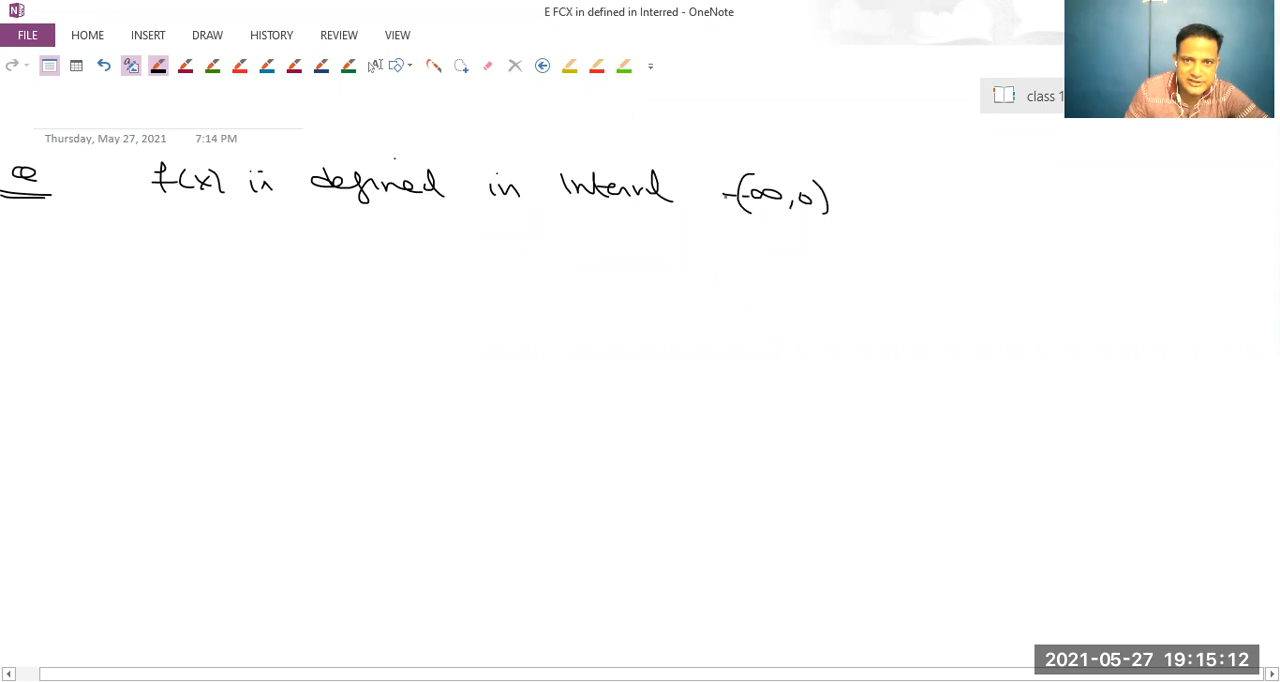 E FCX in defined in Interred - OneNote
FILE HOME INSERT DRAW HISTORY REVIEW VIEW
class 1
Thursday, May 27, 2021 7:14 PM
f(x) is defined in Interval (-∞,0)
2021-05-27 19:15:12